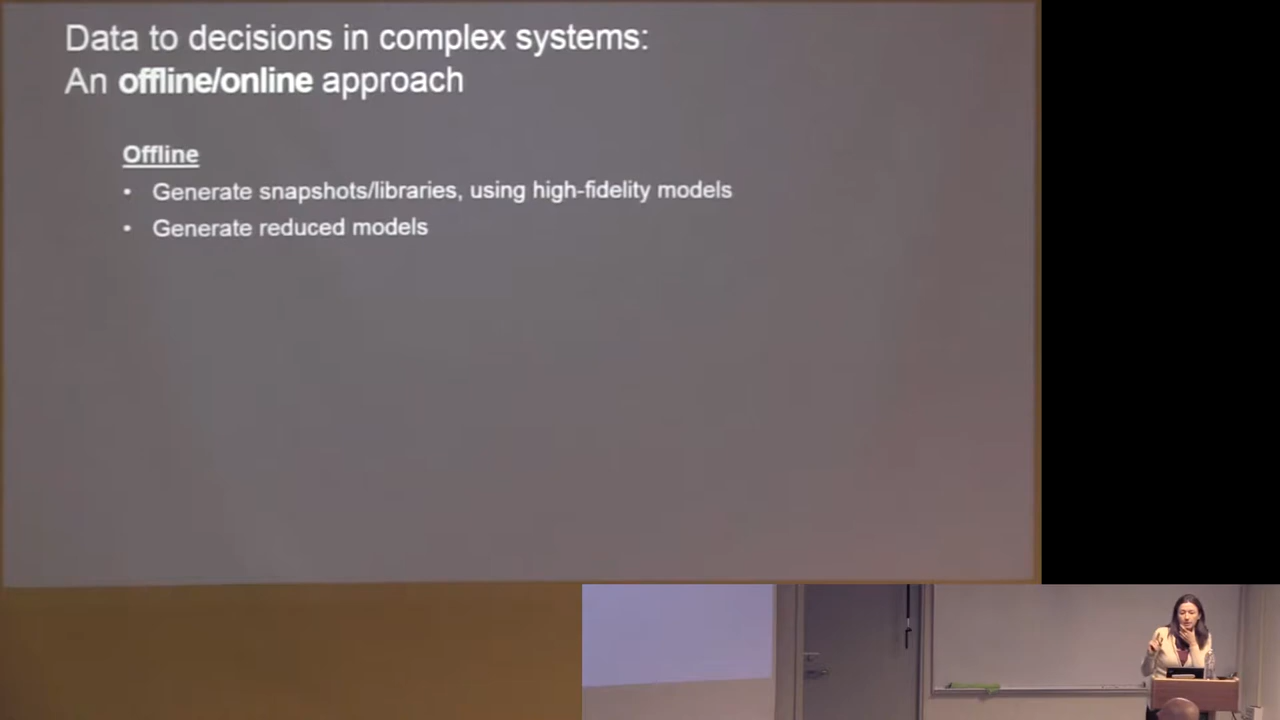 Data to decisions in complex systems:
An offline/online approach
Offline
• Generate snapshots/libraries, using high-fidelity models
• Generate reduced models